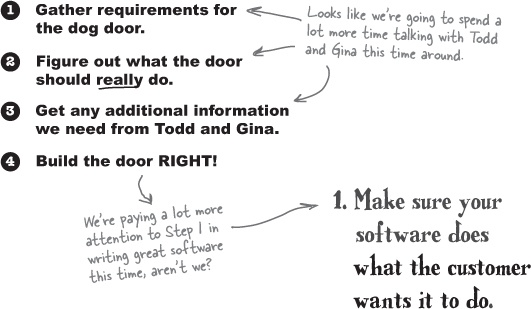 1 Gather requirements for
the dog door.
Looks like we're going to spend a
lot more time talking with Todd
and Gina this time around.
2 Figure out what the door
should really do.
3 Get any additional information
we need from Todd and Gina.
4 Build the door RIGHT!
We're paying a lot more
attention to Step 1 in
writing great software
this time, aren't we?
1. Make sure your
software does
what the customer
wants it to do.